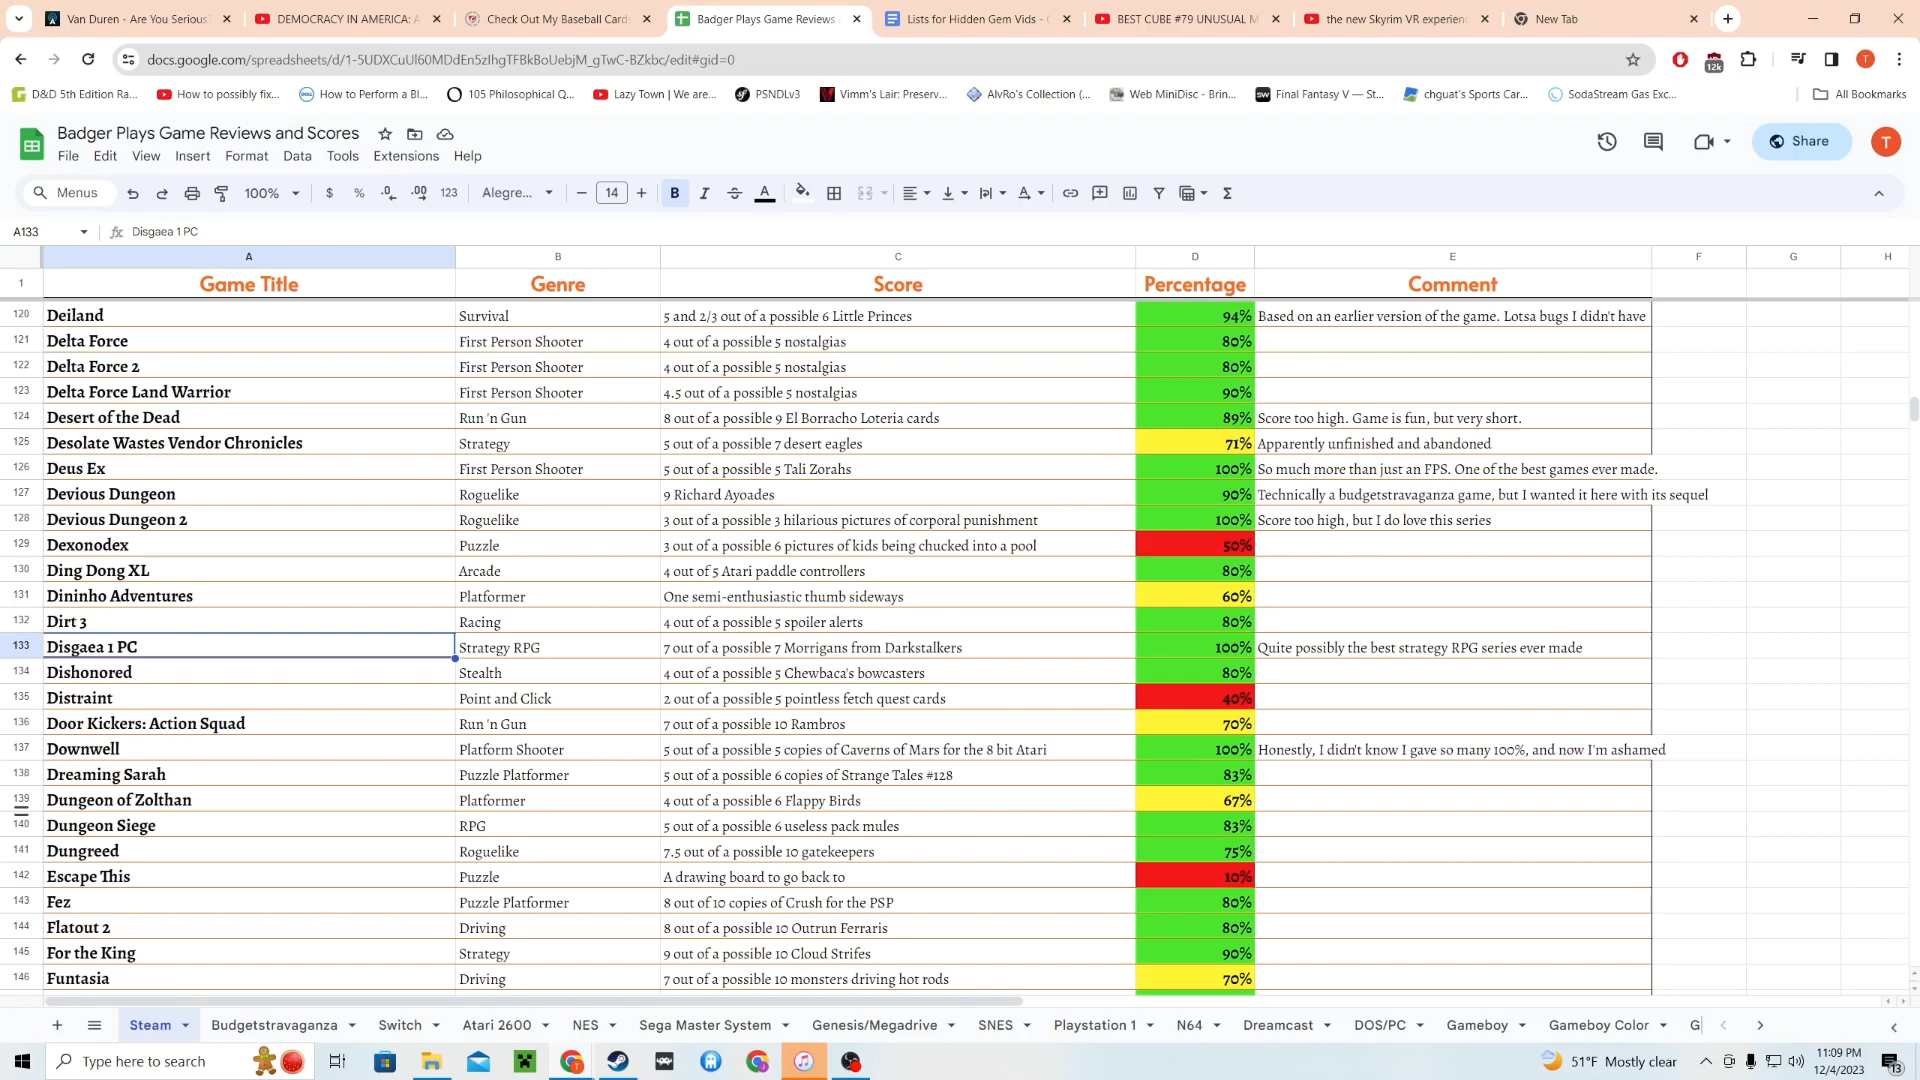 Van Duren - Are You Serious
DEMOCRACY IN AMERICA: A
Check Out My Baseball Card
Badger Plays Game Reviews
Lists for Hidden Gem Vids -
BEST CUBE #79 UNUSUAL M
the new Skyrim VR experien
New Tab
docs.google.com/spreadsheets/d/1-5UDXCuUl60MDdEn5zIhgTFBkBoUebjM_gTwC-BZkbc/edit#gid=0
12k
T
D&D 5th Edition Ra...
How to possibly fix...
How to Perform a Bl...
105 Philosophical Q...
Lazy Town | We are...
PSNDLv3
Vimm's Lair: Preserv...
AlvRo's Collection (...
Web MiniDisc - Brin...
Final Fantasy V — St...
chguat's Sports Car...
SodaStream Gas Exc...
All Bookmarks
Badger Plays Game Reviews and Scores
File Edit View Insert Format Data Tools Extensions Help
Share
T
Menus 100% $ % .0 .00 123 Alegre... − 14 + B I A
A133 fx Disgaea 1 PC
A B C D E F G H
1 Game Title Genre Score Percentage Comment
120 Deiland Survival 5 and 2/3 out of a possible 6 Little Princes 94% Based on an earlier version of the game. Lotsa bugs I didn't have
121 Delta Force First Person Shooter 4 out of a possible 5 nostalgias 80%
122 Delta Force 2 First Person Shooter 4 out of a possible 5 nostalgias 80%
123 Delta Force Land Warrior First Person Shooter 4.5 out of a possible 5 nostalgias 90%
124 Desert of the Dead Run 'n Gun 8 out of a possible 9 El Borracho Loteria cards 89% Score too high. Game is fun, but very short.
125 Desolate Wastes Vendor Chronicles Strategy 5 out of a possible 7 desert eagles 71% Apparently unfinished and abandoned
126 Deus Ex First Person Shooter 5 out of a possible 5 Tali Zorahs 100% So much more than just an FPS. One of the best games ever made.
127 Devious Dungeon Roguelike 9 Richard Ayoades 90% Technically a budgetstravaganza game, but I wanted it here with its sequel
128 Devious Dungeon 2 Roguelike 3 out of a possible 3 hilarious pictures of corporal punishment 100% Score too high, but I do love this series
129 Dexonodex Puzzle 3 out of a possible 6 pictures of kids being chucked into a pool 50%
130 Ding Dong XL Arcade 4 out of 5 Atari paddle controllers 80%
131 Dininho Adventures Platformer One semi-enthusiastic thumb sideways 60%
132 Dirt 3 Racing 4 out of a possible 5 spoiler alerts 80%
133 Disgaea 1 PC Strategy RPG 7 out of a possible 7 Morrigans from Darkstalkers 100% Quite possibly the best strategy RPG series ever made
134 Dishonored Stealth 4 out of a possible 5 Chewbaca's bowcasters 80%
135 Distraint Point and Click 2 out of a possible 5 pointless fetch quest cards 40%
136 Door Kickers: Action Squad Run 'n Gun 7 out of a possible 10 Rambros 70%
137 Downwell Platform Shooter 5 out of a possible 5 copies of Caverns of Mars for the 8 bit Atari 100% Honestly, I didn't know I gave so many 100%, and now I'm ashamed
138 Dreaming Sarah Puzzle Platformer 5 out of a possible 6 copies of Strange Tales #128 83%
139 Dungeon of Zolthan Platformer 4 out of a possible 6 Flappy Birds 67%
140 Dungeon Siege RPG 5 out of a possible 6 useless pack mules 83%
141 Dungreed Roguelike 7.5 out of a possible 10 gatekeepers 75%
142 Escape This Puzzle A drawing board to go back to 10%
143 Fez Puzzle Platformer 8 out of 10 copies of Crush for the PSP 80%
144 Flatout 2 Driving 8 out of a possible 10 Outrun Ferraris 80%
145 For the King Strategy 9 out of a possible 10 Cloud Strifes 90%
146 Funtasia Driving 7 out of a possible 10 monsters driving hot rods 70%
Steam Budgetstravaganza Switch Atari 2600 NES Sega Master System Genesis/Megadrive SNES Playstation 1 N64 Dreamcast DOS/PC Gameboy Gameboy Color G
Type here to search
51°F Mostly clear
11:09 PM
12/4/2023
13